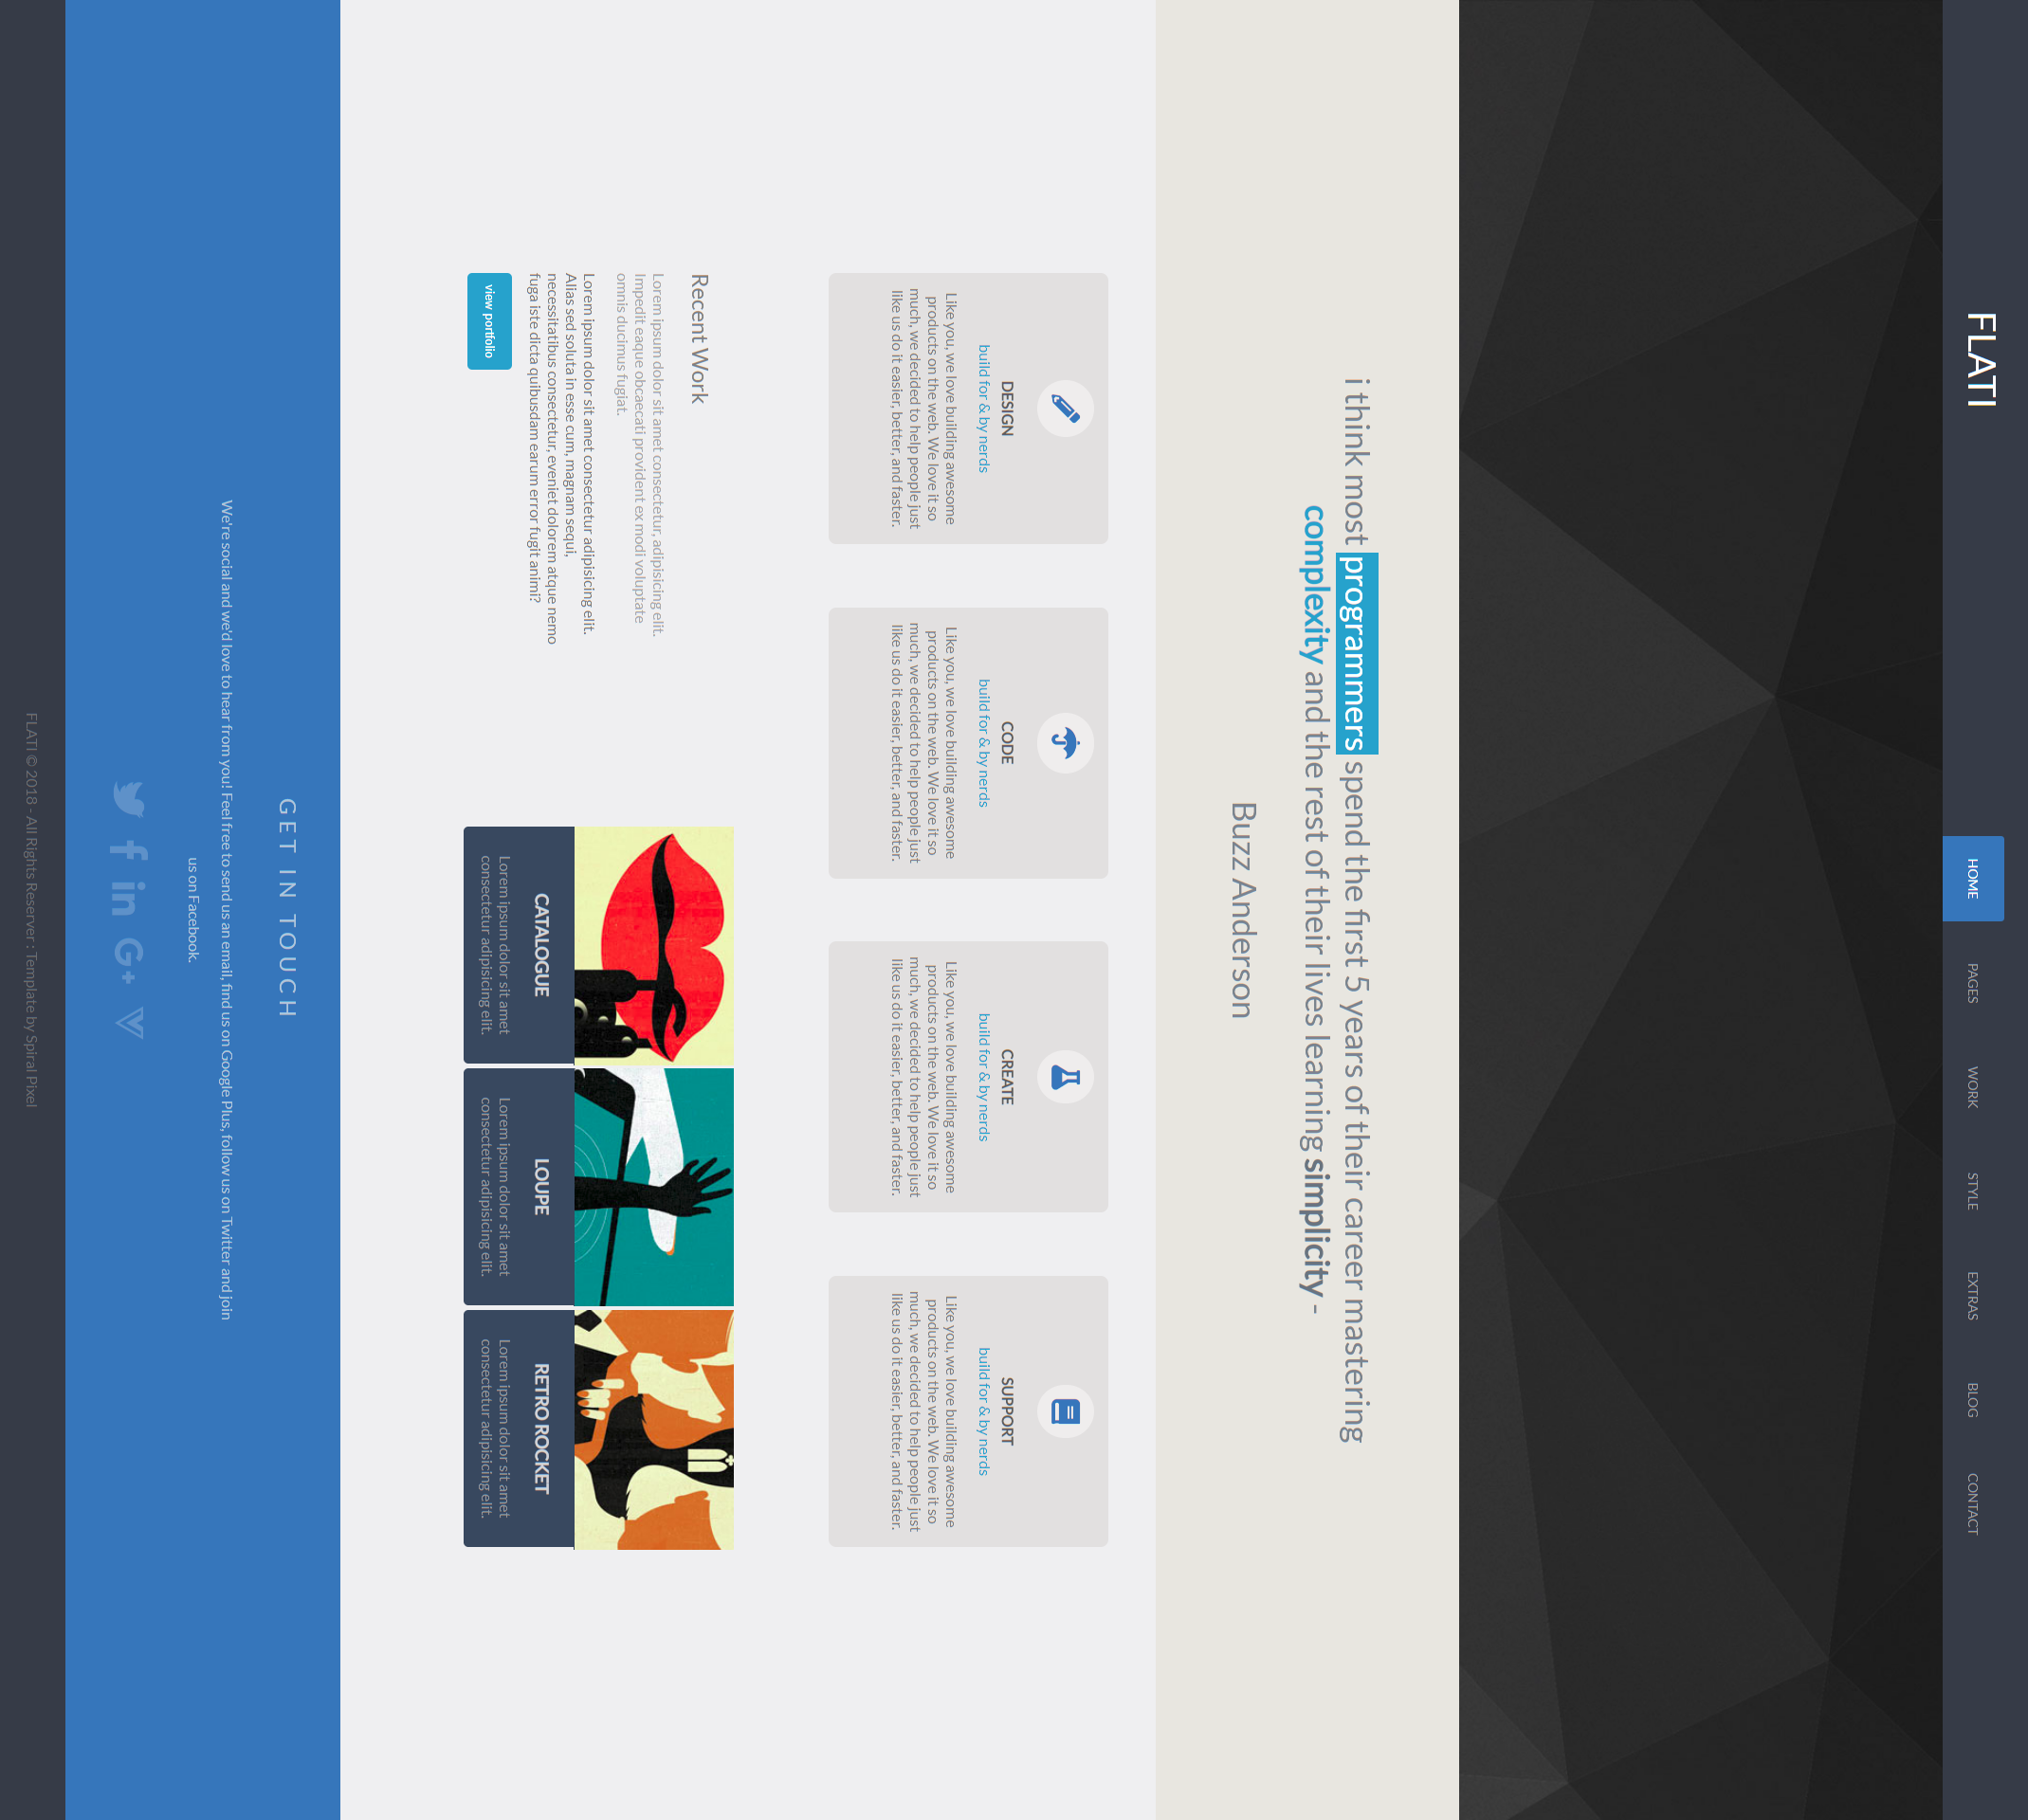 FLATI
HOME
PAGES
WORK
STYLE
EXTRAS
BLOG
CONTACT
i think most programmers spend the first 5 years of their career mastering
complexity and the rest of their lives learning simplicity -
Buzz Anderson
DESIGN
build for & by nerds
Like you, we love building awesome
products on the web. We love it so
much, we decided to help people just
like us do it easier, better, and faster.
CODE
build for & by nerds
Like you, we love building awesome
products on the web. We love it so
much, we decided to help people just
like us do it easier, better, and faster.
CREATE
build for & by nerds
Like you, we love building awesome
products on the web. We love it so
much, we decided to help people just
like us do it easier, better, and faster.
SUPPORT
build for & by nerds
Like you, we love building awesome
products on the web. We love it so
much, we decided to help people just
like us do it easier, better, and faster.
Recent Work
Lorem ipsum dolor sit amet consectetur, adipisicing elit.
Impedit eaque obcaecati provident ex modi voluptate
omnis ducimus fugiat.
Lorem ipsum dolor sit amet consectetur adipisicing elit.
Alias sed soluta in esse cum, magnam sequi,
necessitatibus consectetur, eveniet dolorem atque nemo
fuga iste dicta quibusdam earum error fugit animi?
view portfolio
CATALOGUE
Lorem ipsum dolor sit amet
consectetur adipisicing elit.
LOUPE
Lorem ipsum dolor sit amet
consectetur adipisicing elit.
RETRO ROCKET
Lorem ipsum dolor sit amet
consectetur adipisicing elit.
GET IN TOUCH
We're social and we'd love to hear from you! Feel free to send us an email, find us on Google Plus, follow us on Twitter and join
us on Facebook.
FLATI © 2018 - All Rights Reserver : Template by Spiral Pixel